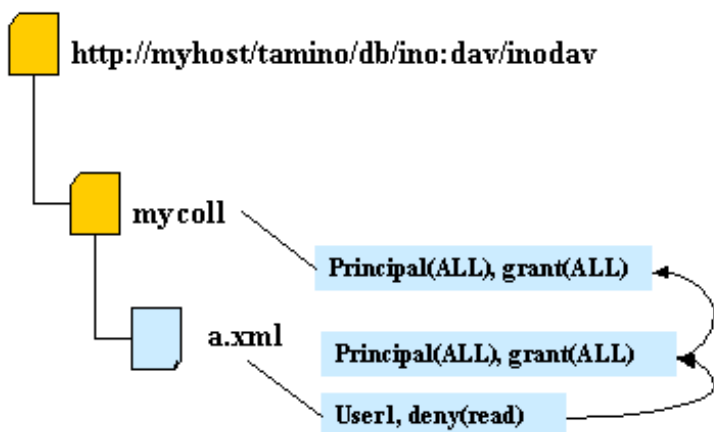 http://myhost/tamino/db/ino:dav/inodav
mycoll
Principal(ALL), grant(ALL)
a.xml
Principal(ALL), grant(ALL)
User1, deny(read)